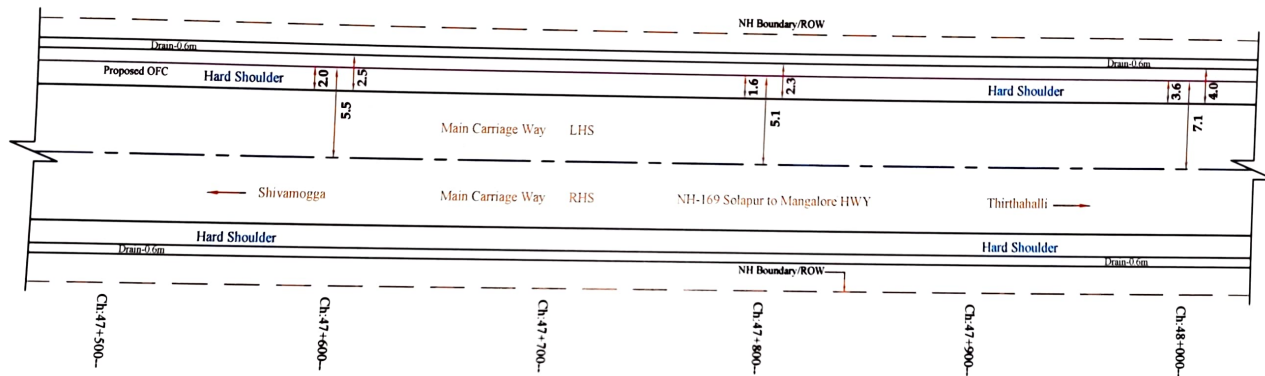 NH Boundary/ROW
Drain-0.6m
Drain-0.6m
Proposed OFC
Hard Shoulder
2.0
2.5
5.5
1.6
2.3
5.1
Hard Shoulder
3.6
4.0
7.1
Main Carriage Way LHS
Shivamogga
Main Carriage Way RHS
NH-169 Solapur to Mangalore HWY
Thirthahalli
Hard Shoulder
Hard Shoulder
Drain-0.6m
Drain-0.6m
NH Boundary/ROW
Ch:47+500--
Ch:47+600--
Ch:47+700--
Ch:47+800--
Ch:47+900--
Ch:48+000--